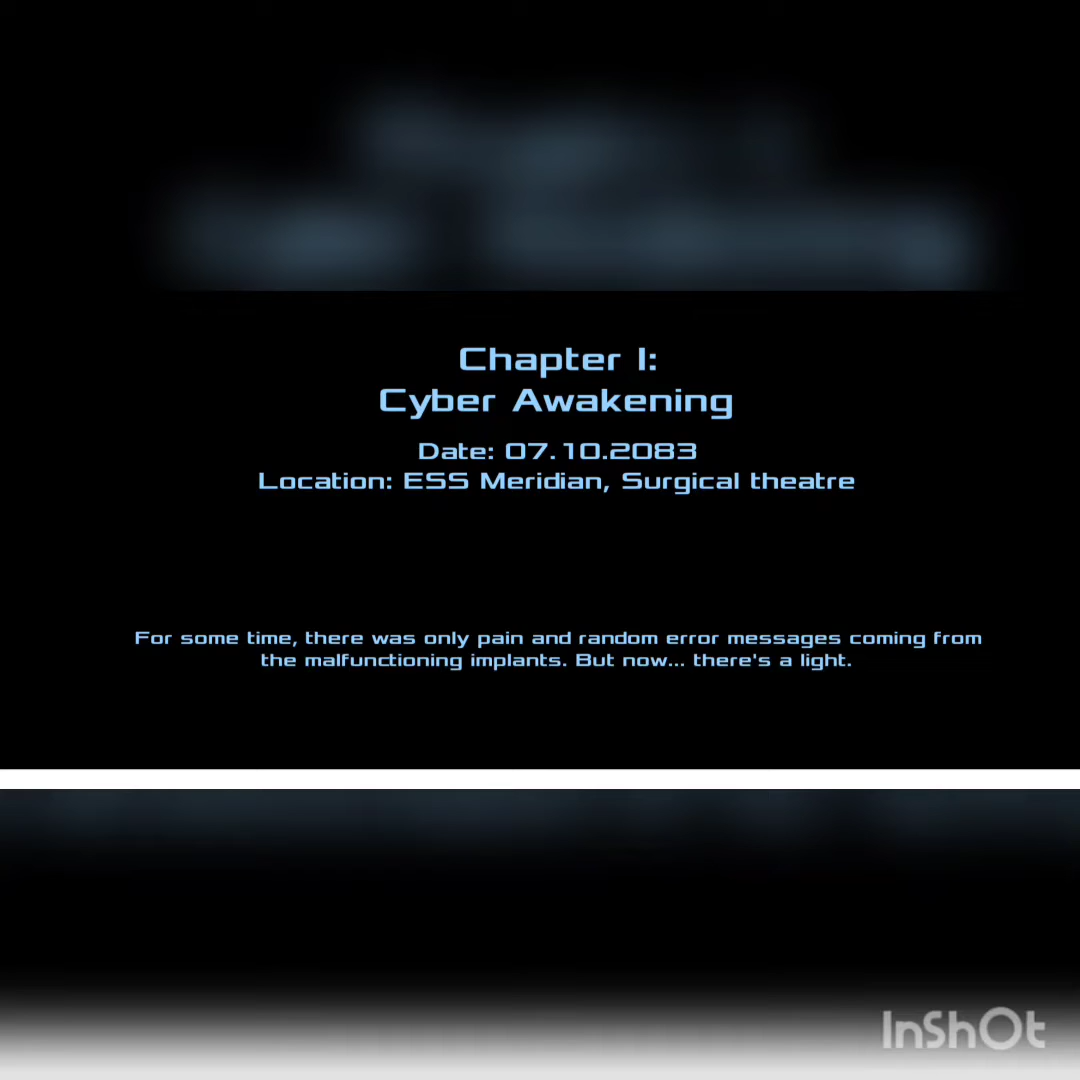 Chapter I:
Cyber Awakening
Date: 07.10.2083
Location: ESS Meridian, Surgical theatre
For some time, there was only pain and random error messages coming from
the malfunctioning implants. But now... there's a light.
InShOt